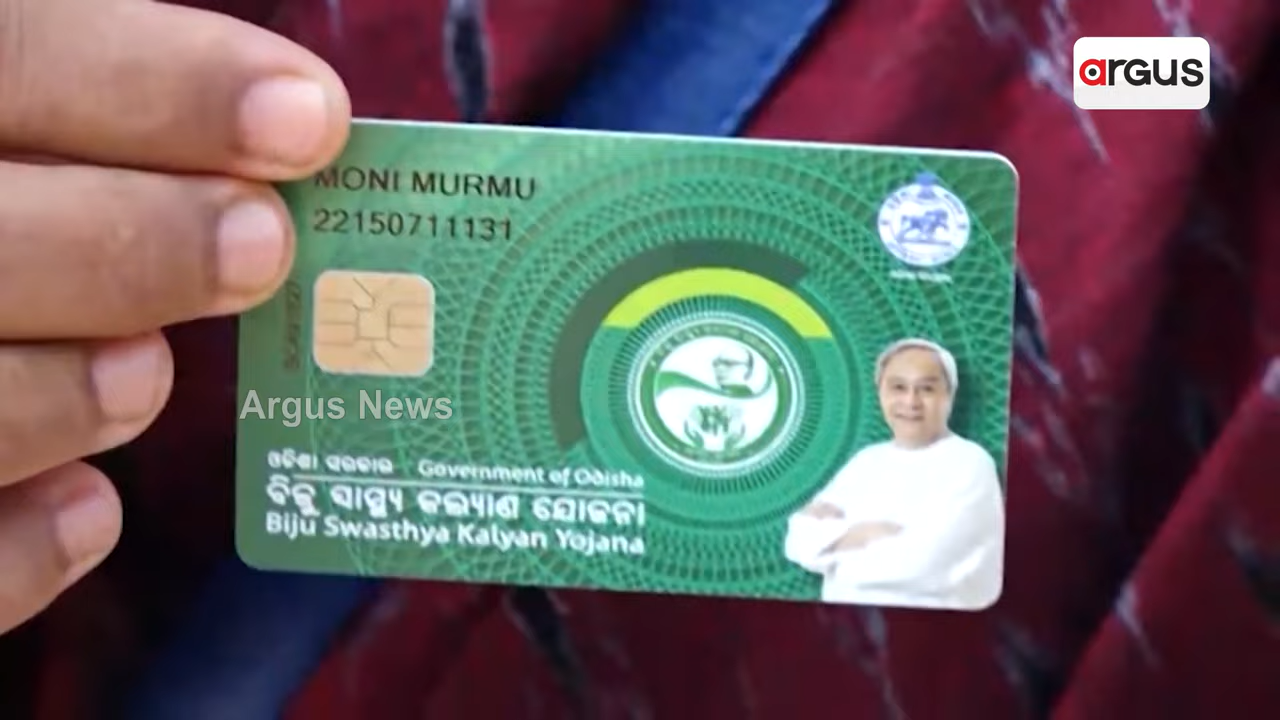 argus
MONI MURMU
22150711131
Argus News
ଓଡିଶା ସରକାର Government of Odisha
ବିଜୁ ସ୍ୱାସ୍ଥ୍ୟ କଲ୍ୟାଣ ଯୋଜନା
Biju Swasthya Kalyan Yojana